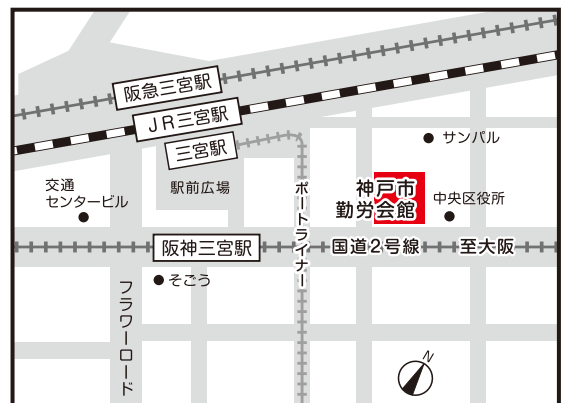 阪急三宮駅
JR三宮駅
三宮駅
サンパル
交通
センタービル
駅前広場
ポートライナー
神戸市
勤労会館
中央区役所
阪神三宮駅
国道2号線
至大阪
そごう
フラワーロード
N